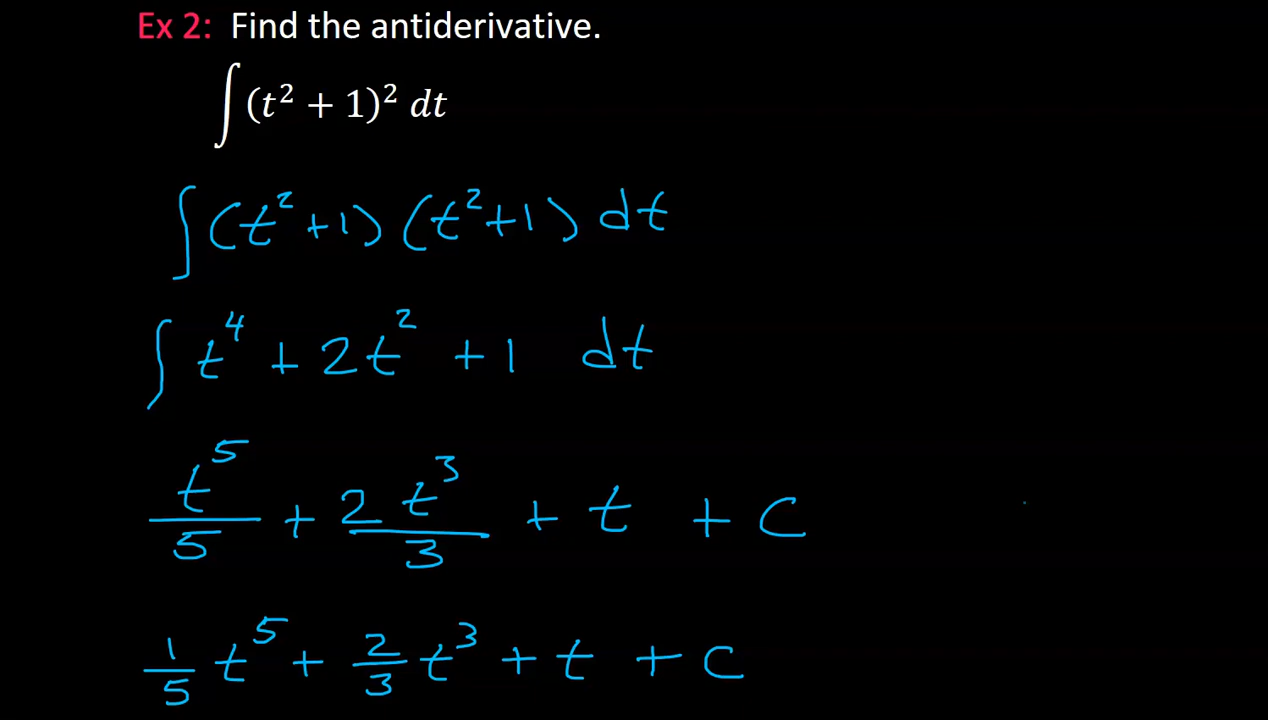 Ex 2: Find the antiderivative.
∫ (t² + 1)² dt
∫ (t² + 1) (t² + 1) dt
∫ t⁴ + 2t² + 1 dt
t⁵/5 + 2t³/3 + t + C
1/5 t⁵ + 2/3 t³ + t + C